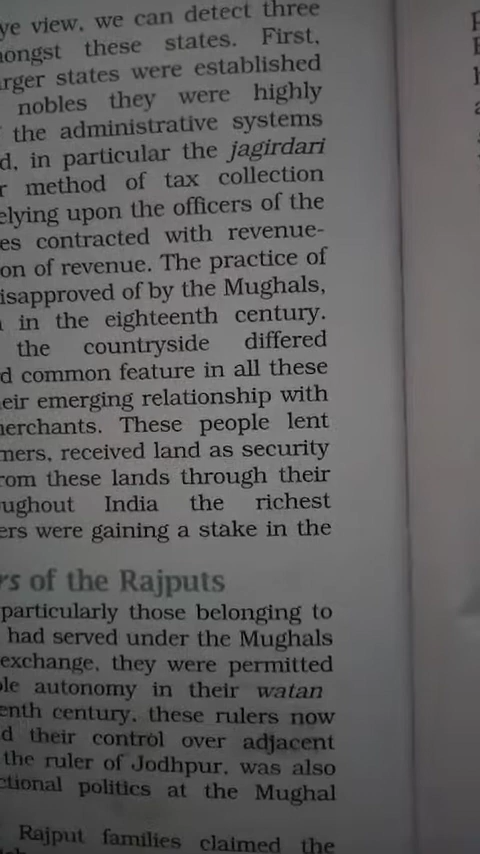 ye view, we can detect three
ongst these states. First,
rger states were established
nobles they were highly
the administrative systems
d, in particular the jagirdari
r method of tax collection
elying upon the officers of the
es contracted with revenue-
on of revenue. The practice of
isapproved of by the Mughals,
in the eighteenth century.
the countryside differed
d common feature in all these
eir emerging relationship with
erchants. These people lent
mers, received land as security
rom these lands through their
ughout India the richest
ers were gaining a stake in the
rs of the Rajputs
particularly those belonging to
had served under the Mughals
exchange, they were permitted
le autonomy in their watan
enth century, these rulers now
d their control over adjacent
the ruler of Jodhpur, was also
ctional politics at the Mughal
Rajput families claimed the